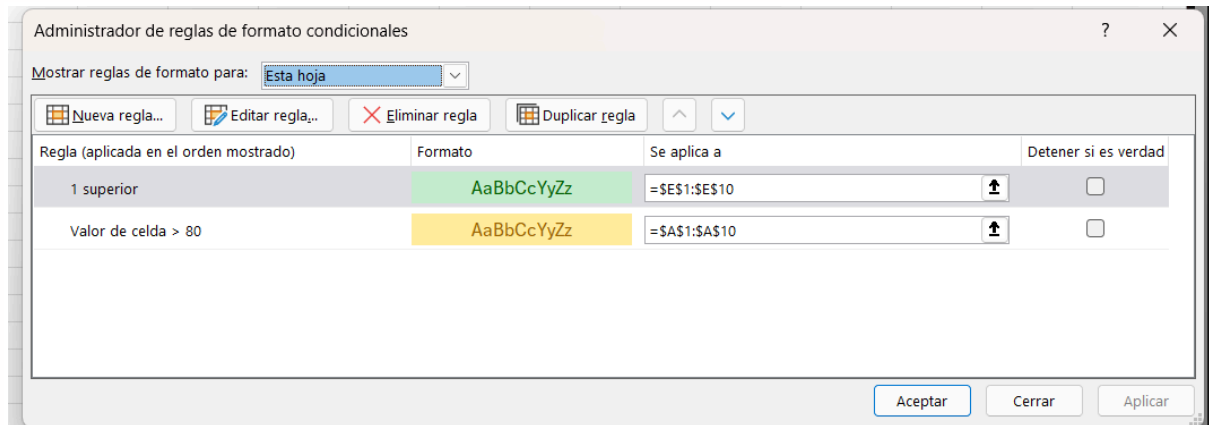 Administrador de reglas de formato condicionales ?
Mostrar reglas de formato para: Esta hoja
Nueva regla... Editar regla... Eliminar regla Duplicar regla
Regla (aplicada en el orden mostrado) Formato Se aplica a Detener si es verdad
1 superior AaBbCcYyZz =$E$1:$E$10
Valor de celda > 80 AaBbCcYyZz =$A$1:$A$10
Aceptar Cerrar Aplicar